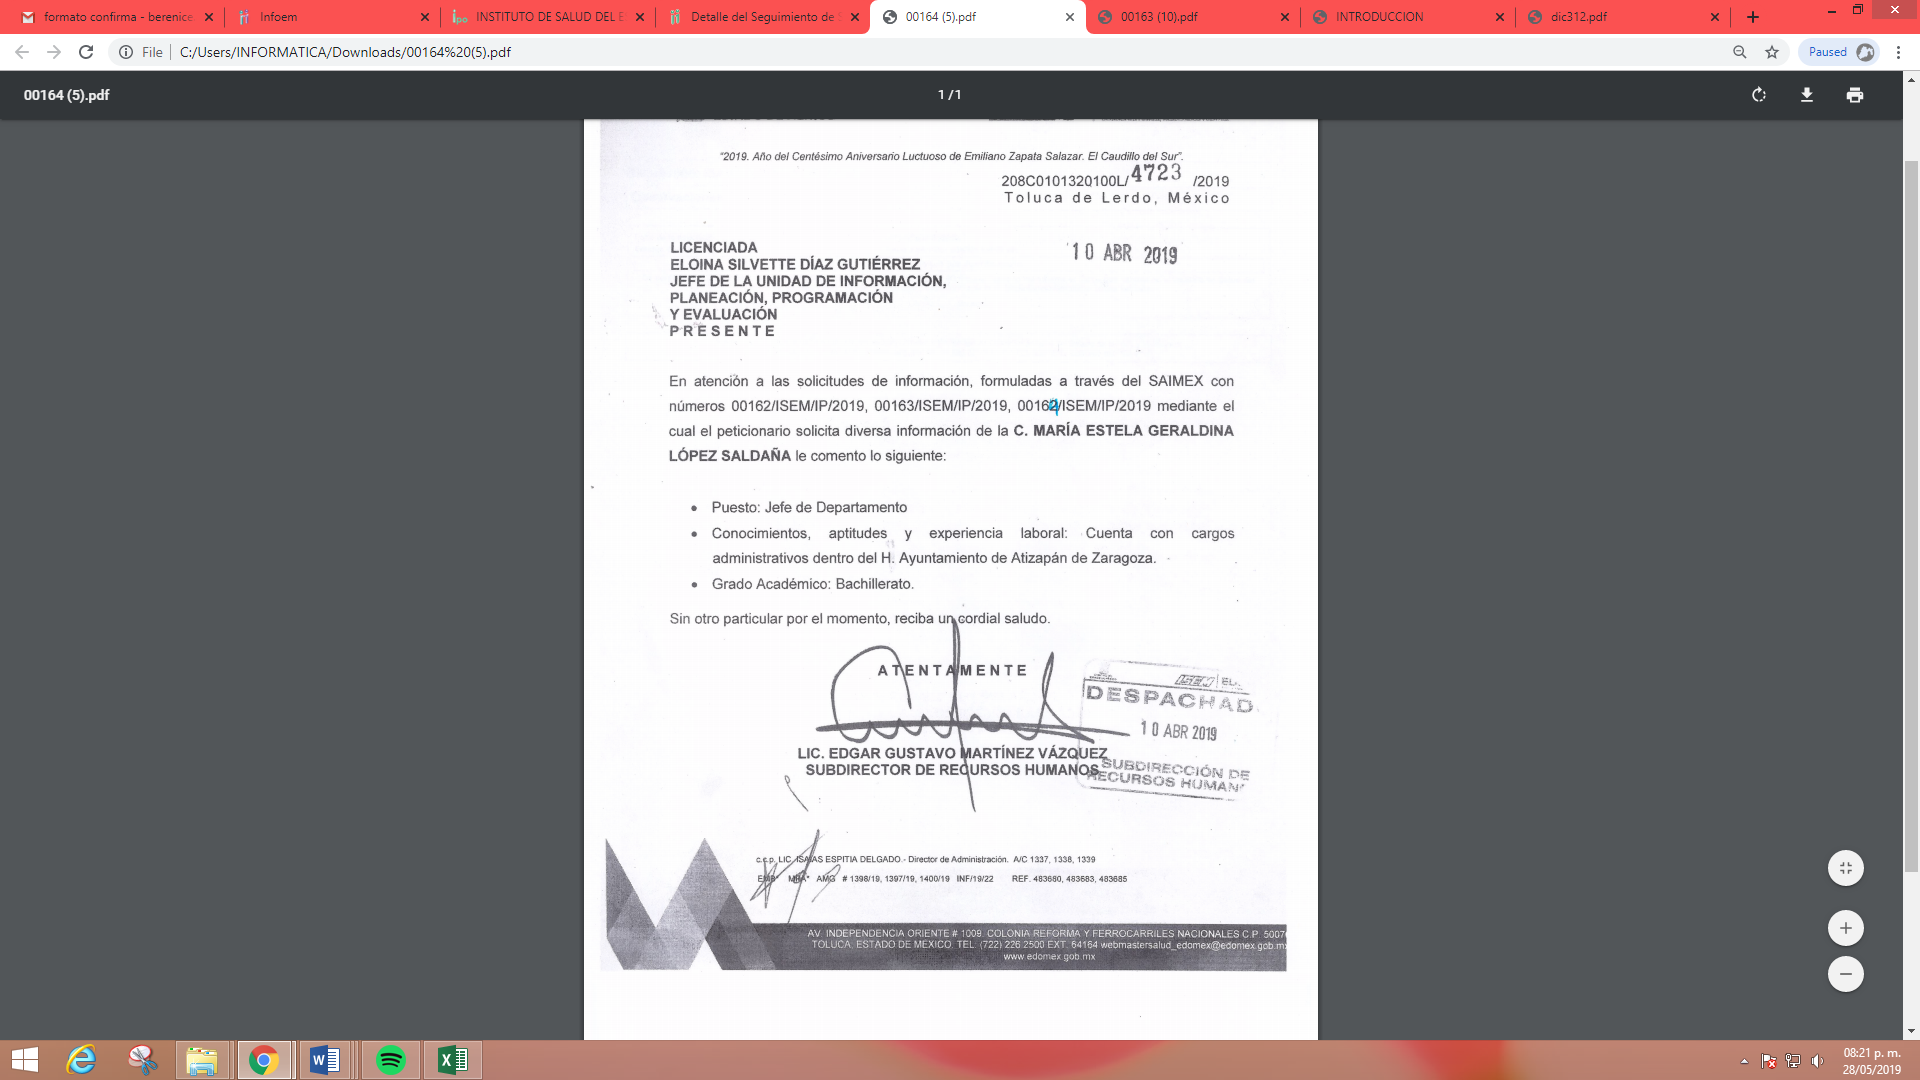 formato confirma - berenice.
Infoem
INSTITUTO DE SALUD DEL E
Detalle del Seguimiento de S
00164 (5).pdf
00163 (10).pdf
INTRODUCCION
dic312.pdf
File
C:/Users/INFORMATICA/Downloads/00164%20(5).pdf
Paused
00164 (5).pdf
1 / 1
"2019. Año del Centésimo Aniversario Luctuoso de Emiliano Zapata Salazar. El Caudillo del Sur".
208C0101320100L/ 4723 /2019
Toluca de Lerdo, México
10 ABR 2019
LICENCIADA
ELOINA SILVETTE DÍAZ GUTIÉRREZ
JEFE DE LA UNIDAD DE INFORMACIÓN,
PLANEACIÓN, PROGRAMACIÓN
Y EVALUACIÓN
P R E S E N T E
En atención a las solicitudes de información, formuladas a través del SAIMEX con
números 00162/ISEM/IP/2019, 00163/ISEM/IP/2019, 00162/ISEM/IP/2019 mediante el
cual el peticionario solicita diversa información de la C. MARÍA ESTELA GERALDINA
LÓPEZ SALDAÑA le comento lo siguiente:
• Puesto: Jefe de Departamento
• Conocimientos, aptitudes y experiencia laboral: Cuenta con cargos
administrativos dentro del H. Ayuntamiento de Atizapán de Zaragoza.
• Grado Académico: Bachillerato.
Sin otro particular por el momento, reciba un cordial saludo.
A T E N T A M E N T E
LIC. EDGAR GUSTAVO MARTÍNEZ VÁZQUEZ
SUBDIRECTOR DE RECURSOS HUMANOS
DESPACHAD
10 ABR 2019
SUBDIRECCIÓN DE
RECURSOS HUMAN
c.c.p. LIC. ISAIAS ESPITIA DELGADO.- Director de Administración. A/C 1337, 1338, 1339
AMG # 1398/19, 1397/19, 1400/19 INF/19/22 REF. 483680, 483683, 483685
AV. INDEPENDENCIA ORIENTE # 1009. COLONIA REFORMA Y FERROCARRILES NACIONALES C.P. 5007
TOLUCA, ESTADO DE MEXICO. TEL. (722) 226 2500 EXT. 64164 webmastersalud_edomex@edomex.gob.mx
www.edomex.gob.mx
08:21 p. m.
28/05/2019